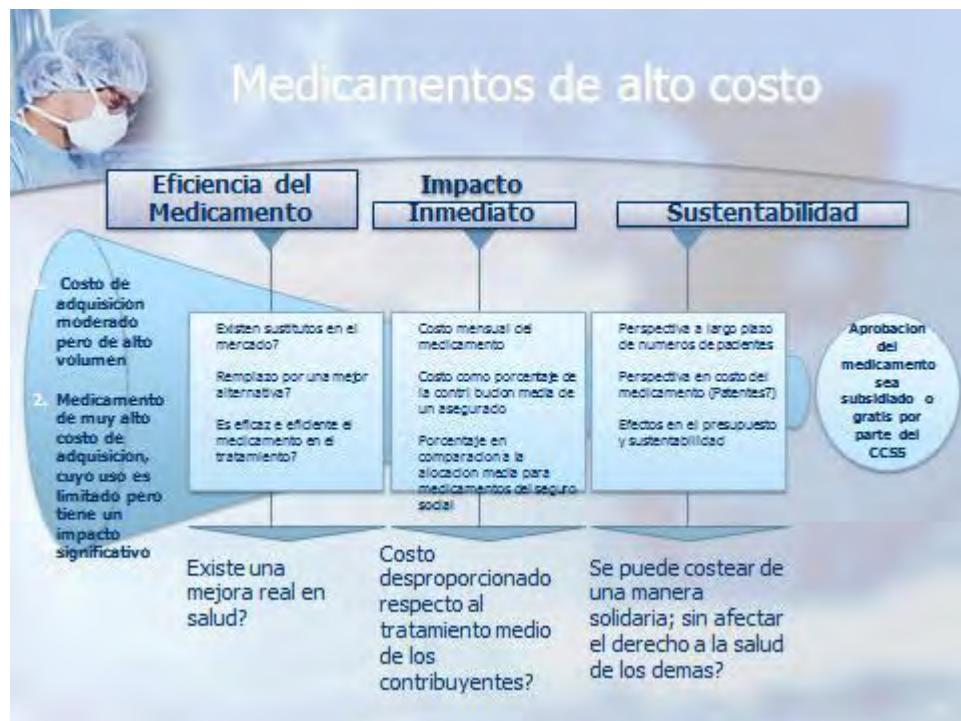 Medicamentos de alto costo
Eficiencia del
Medicamento
Impacto
Inmediato
Sustentabilidad
Costo de
adquisicion
moderado
pero de alto
volumen
2. Medicamento
de muy alto
costo de
adquisicion,
cuyo uso es
limitado pero
tiene un
impacto
significativo
Existen sustitutos en el
mercado?
Remplazo por una mejor
alternativa?
Es eficaz e eficiente el
medicamento en el
tratamiento?
Costo mensual del
medicamento
Costo como porcentaje de
la contribucion media de
un asegurado
Porcentaje en
comparacion a la
alocacion media para
medicamentos del seguro
social
Perspectiva a largo plazo
de numeros de pacientes
Perspectiva en costo del
medicamento (Patentes?)
Efectos en el presupuesto
y sustentabilidad
Aprobacion
del
medicamento
sea
subsidiado o
gratis por
parte del
CCSS
Existe una
mejora real en
salud?
Costo
desproporcionado
respecto al
tratamiento medio
de los
contribuyentes?
Se puede costear de
una manera
solidaria; sin afectar
el derecho a la salud
de los demas?